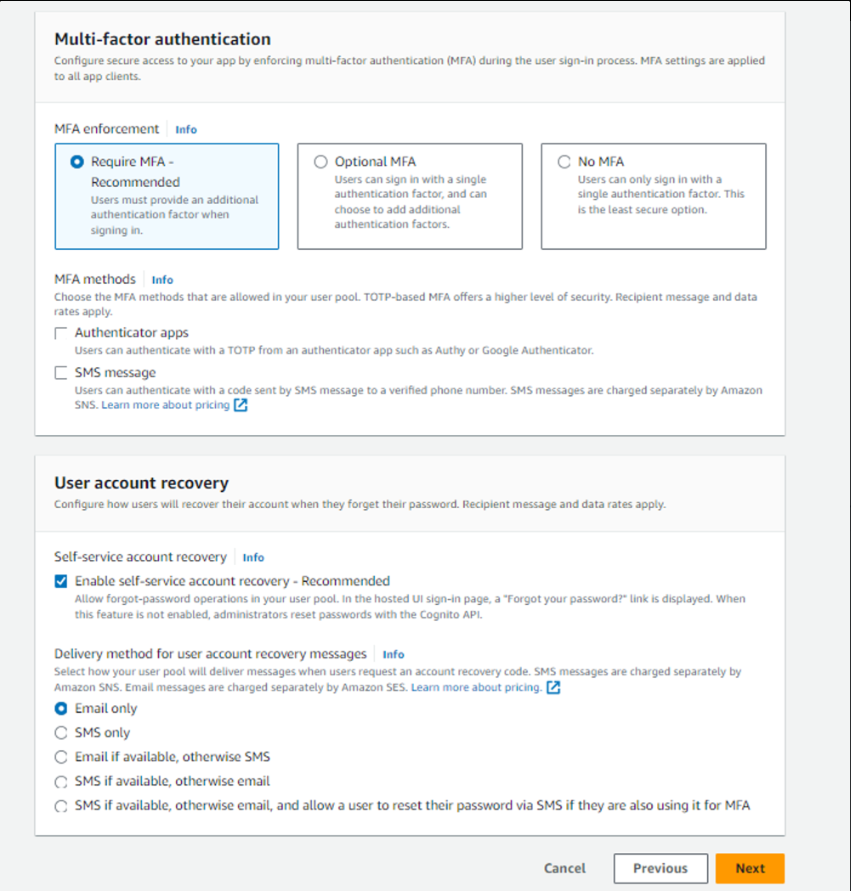 Multi-factor authentication
Configure secure access to your app by enforcing multi-factor authentication (MFA) during the user sign-in process. MFA settings are applied
to all app clients.
MFA enforcement Info
Require MFA -
Recommended
Users must provide an additional
authentication factor when
signing in.
Optional MFA
Users can sign in with a single
authentication factor, and can
choose to add additional
authentication factors.
No MFA
Users can only sign in with a
single authentication factor. This
is the least secure option.
MFA methods Info
Choose the MFA methods that are allowed in your user pool. TOTP-based MFA offers a higher level of security. Recipient message and data
rates apply.
Authenticator apps
Users can authenticate with a TOTP from an authenticator app such as Authy or Google Authenticator.
SMS message
Users can authenticate with a code sent by SMS message to a verified phone number. SMS messages are charged separately by Amazon
SNS. Learn more about pricing
User account recovery
Configure how users will recover their account when they forget their password. Recipient message and data rates apply.
Self-service account recovery Info
Enable self-service account recovery - Recommended
Allow forgot-password operations in your user pool. In the hosted UI sign-in page, a "Forgot your password?" link is displayed. When
this feature is not enabled, administrators reset passwords with the Cognito API.
Delivery method for user account recovery messages Info
Select how your user pool will deliver messages when users request an account recovery code. SMS messages are charged separately by
Amazon SNS. Email messages are charged separately by Amazon SES. Learn more about pricing.
Email only
SMS only
Email if available, otherwise SMS
SMS if available, otherwise email
SMS if available, otherwise email, and allow a user to reset their password via SMS if they are also using it for MFA
Cancel Previous Next